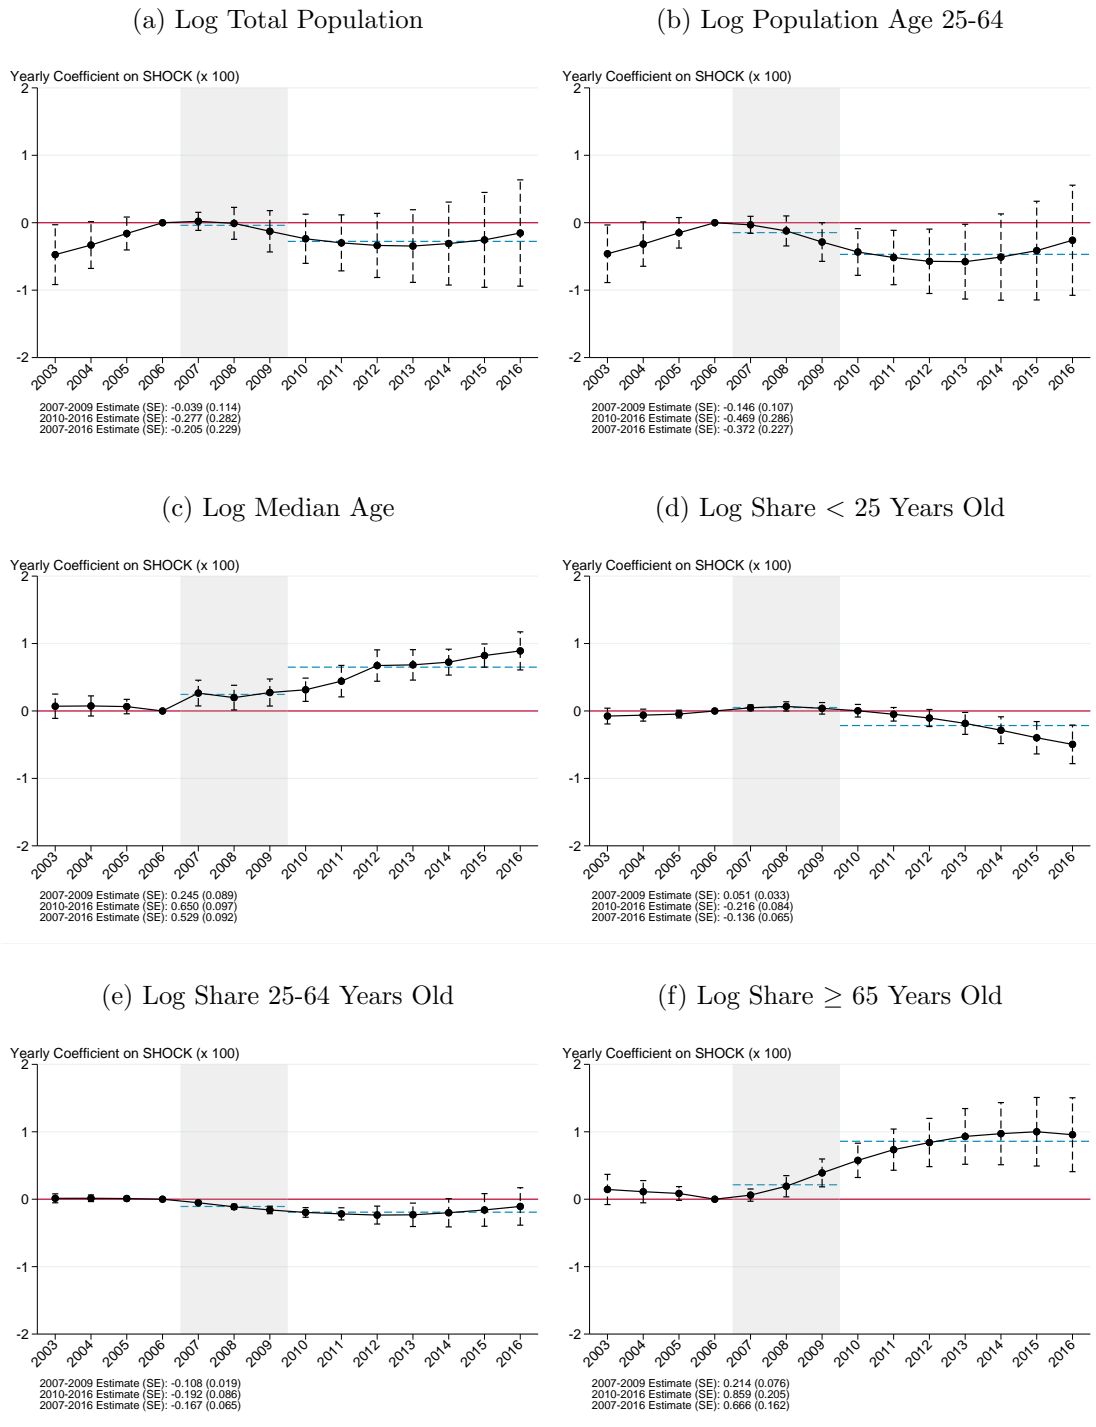 (a) Log Total Population
Yearly Coefficient on SHOCK (x 100)
2
1
0
-1
-2
2003 2004 2005 2006 2007 2008 2009 2010 2011 2012 2013 2014 2015 2016
2007-2009 Estimate (SE): -0.039 (0.114)
2010-2016 Estimate (SE): -0.277 (0.282)
2007-2016 Estimate (SE): -0.205 (0.229)
(b) Log Population Age 25-64
Yearly Coefficient on SHOCK (x 100)
2
1
0
-1
-2
2003 2004 2005 2006 2007 2008 2009 2010 2011 2012 2013 2014 2015 2016
2007-2009 Estimate (SE): -0.146 (0.107)
2010-2016 Estimate (SE): -0.469 (0.286)
2007-2016 Estimate (SE): -0.372 (0.227)
(c) Log Median Age
Yearly Coefficient on SHOCK (x 100)
2
1
0
-1
-2
2003 2004 2005 2006 2007 2008 2009 2010 2011 2012 2013 2014 2015 2016
2007-2009 Estimate (SE): 0.245 (0.089)
2010-2016 Estimate (SE): 0.650 (0.097)
2007-2016 Estimate (SE): 0.529 (0.092)
(d) Log Share < 25 Years Old
Yearly Coefficient on SHOCK (x 100)
2
1
0
-1
-2
2003 2004 2005 2006 2007 2008 2009 2010 2011 2012 2013 2014 2015 2016
2007-2009 Estimate (SE): 0.051 (0.033)
2010-2016 Estimate (SE): -0.216 (0.084)
2007-2016 Estimate (SE): -0.136 (0.065)
(e) Log Share 25-64 Years Old
Yearly Coefficient on SHOCK (x 100)
2
1
0
-1
-2
2003 2004 2005 2006 2007 2008 2009 2010 2011 2012 2013 2014 2015 2016
2007-2009 Estimate (SE): -0.108 (0.019)
2010-2016 Estimate (SE): -0.192 (0.086)
2007-2016 Estimate (SE): -0.167 (0.065)
(f) Log Share ≥ 65 Years Old
Yearly Coefficient on SHOCK (x 100)
2
1
0
-1
-2
2003 2004 2005 2006 2007 2008 2009 2010 2011 2012 2013 2014 2015 2016
2007-2009 Estimate (SE): 0.214 (0.076)
2010-2016 Estimate (SE): 0.859 (0.205)
2007-2016 Estimate (SE): 0.666 (0.162)